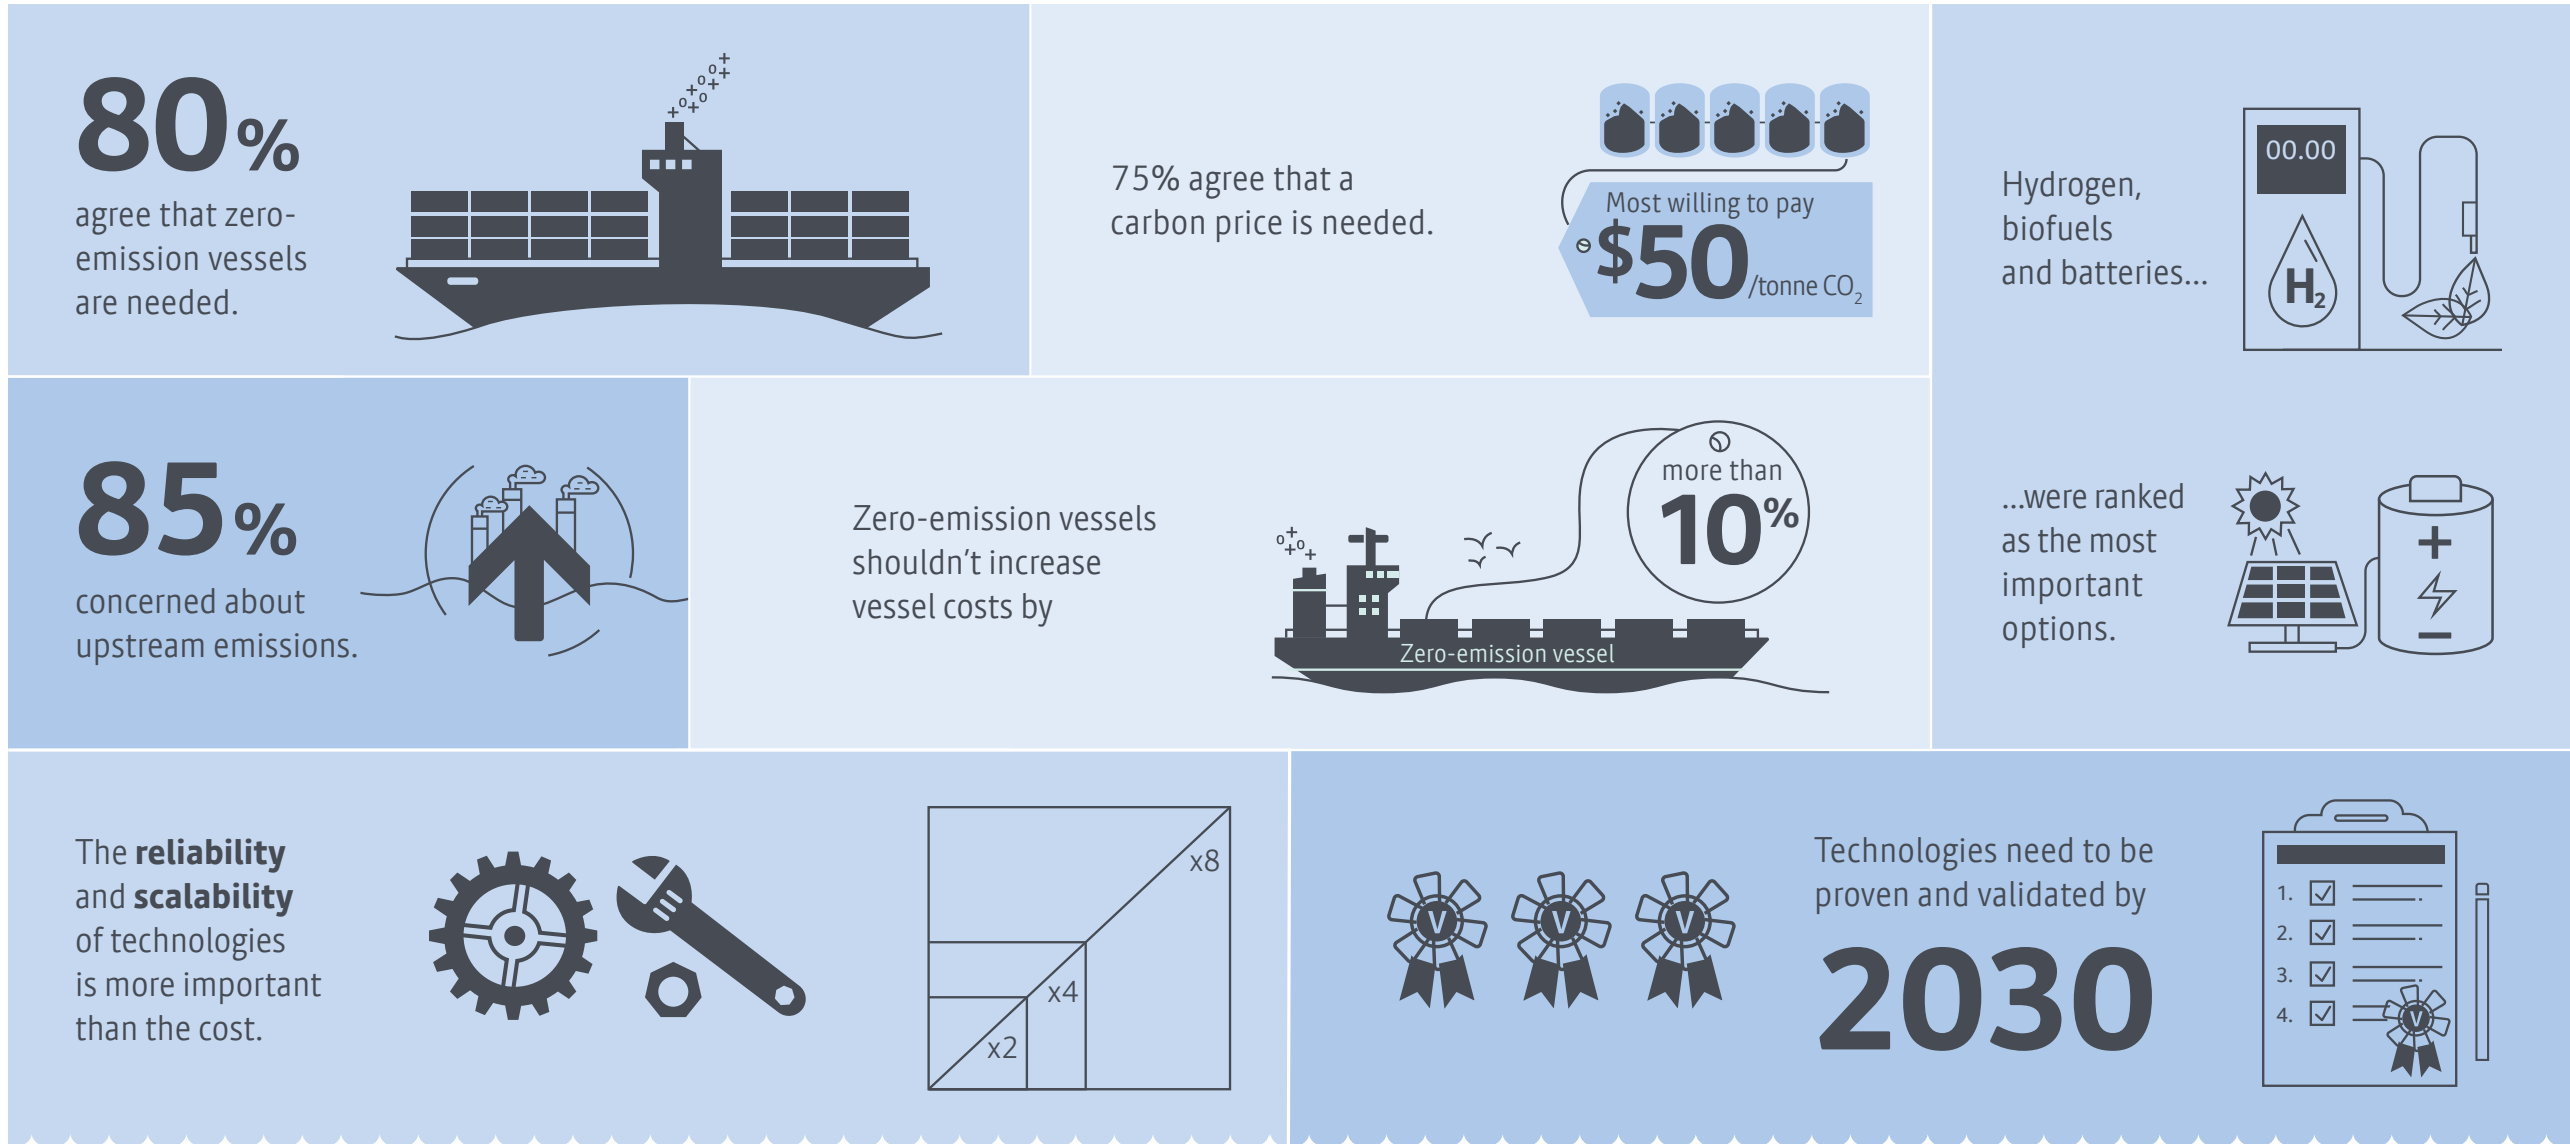 80%
agree that zero-
emission vessels
are needed.
75% agree that a
carbon price is needed.
Most willing to pay
$50/tonne CO₂
Hydrogen,
biofuels
and batteries...
00.00
H₂
85%
concerned about
upstream emissions.
Zero-emission vessels
shouldn't increase
vessel costs by
more than
10%
Zero-emission vessel
...were ranked
as the most
important
options.
The reliability
and scalability
of technologies
is more important
than the cost.
x8
x4
x2
V
V
V
Technologies need to be
proven and validated by
2030
1.
2.
3.
4.
V